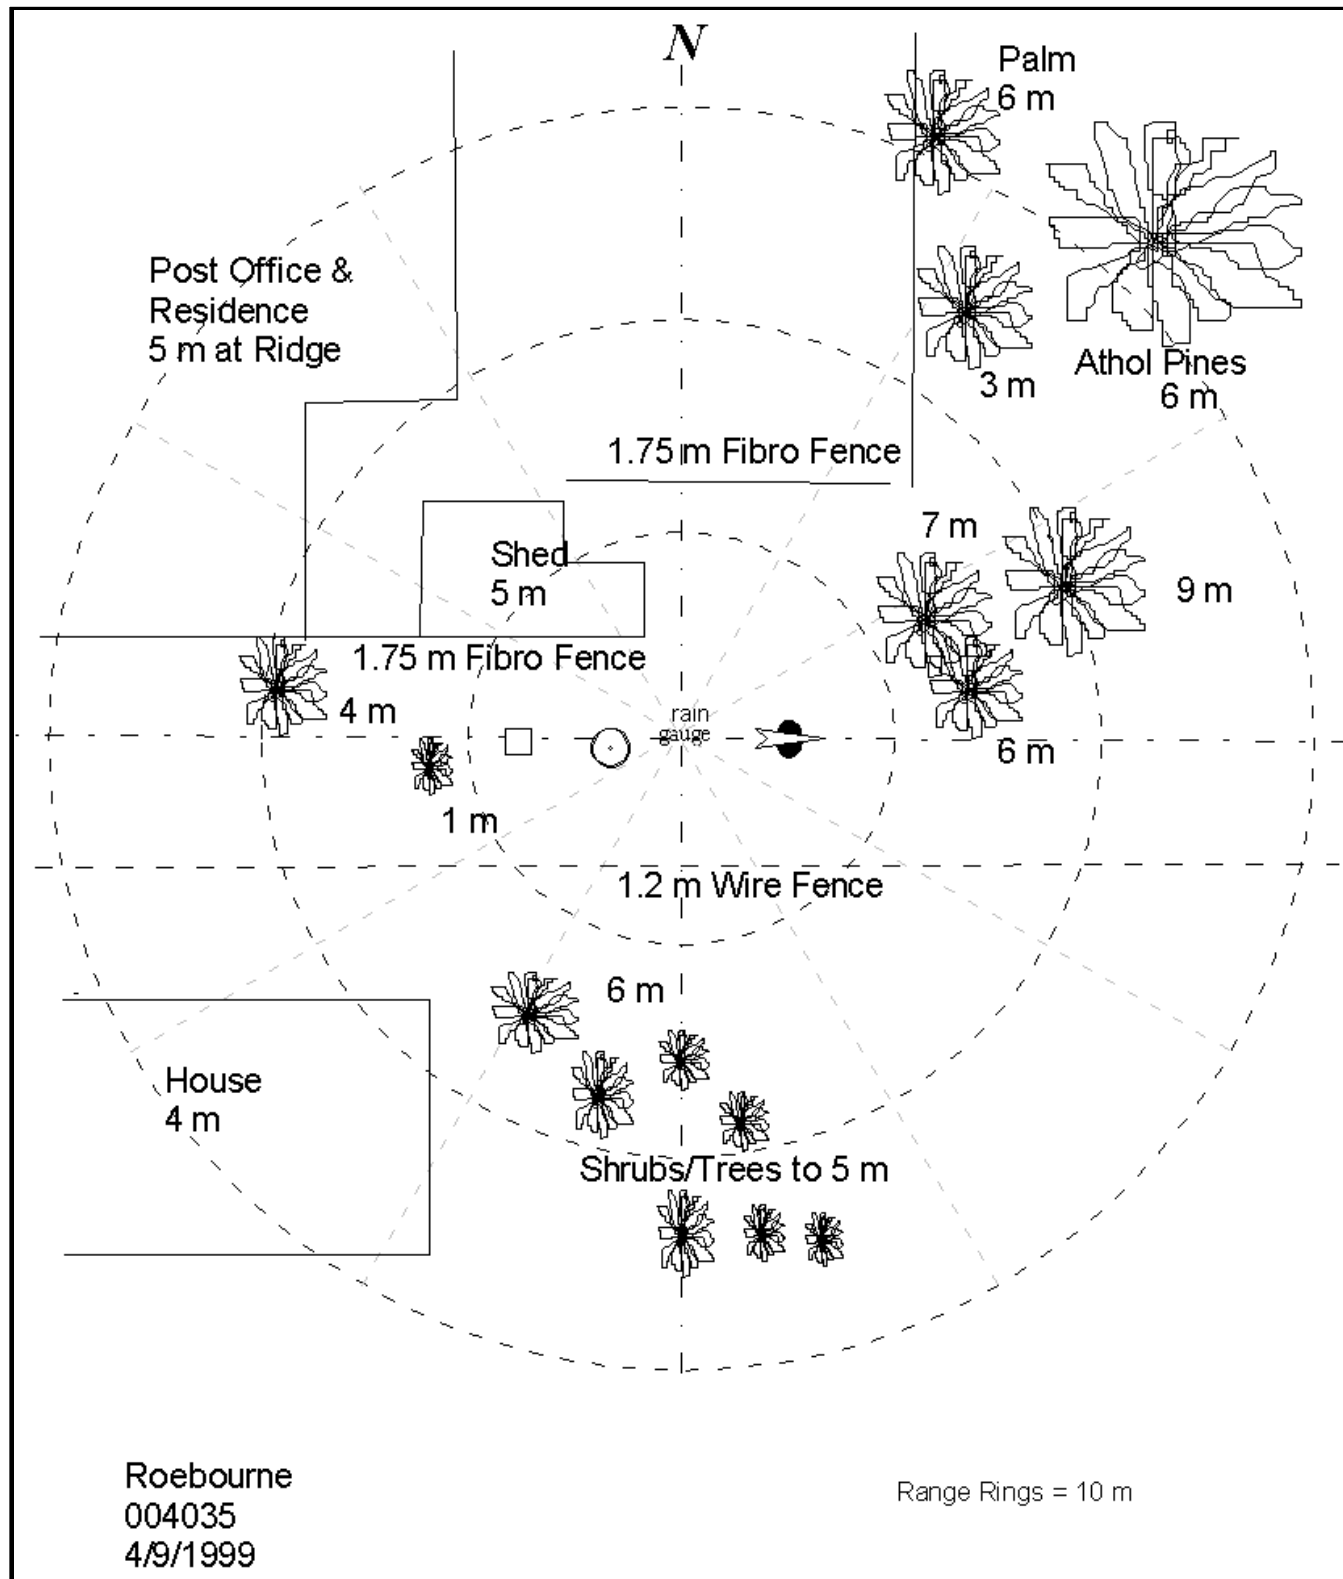 N
Palm
6 m
Post Office &
Residence
5 m at Ridge
Athol Pines
6 m
3 m
1.75 m Fibro Fence
7 m
Shed
5 m
9 m
1.75 m Fibro Fence
4 m
rain
gauge
6 m
1 m
1.2 m Wire Fence
6 m
House
4 m
Shrubs/Trees to 5 m
Roebourne
004035
4/9/1999
Range Rings = 10 m